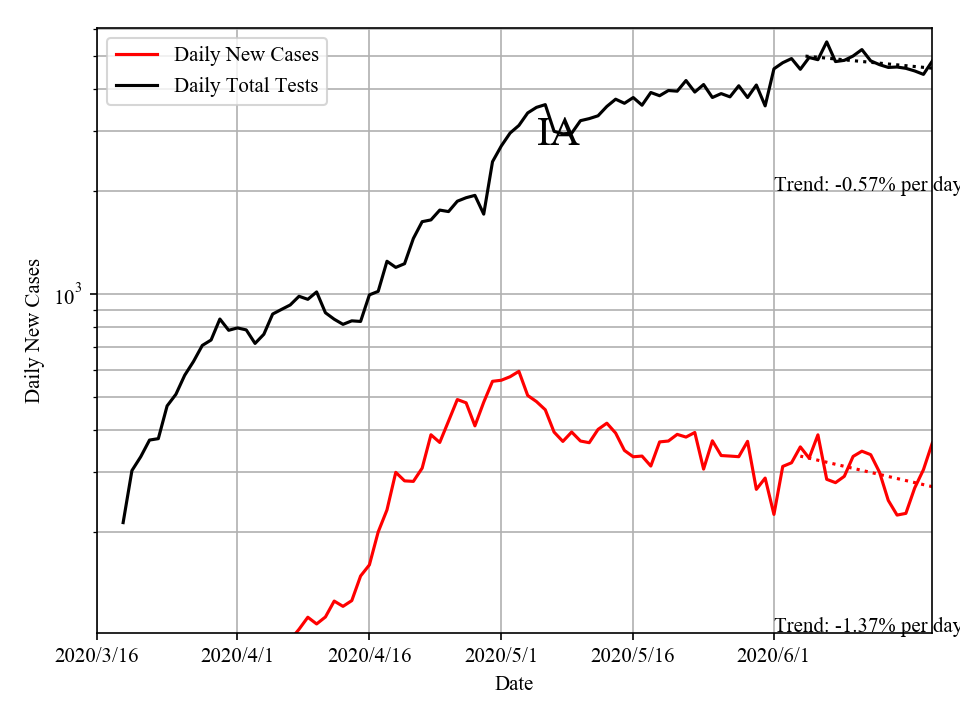 Daily New Cases
Daily Total Tests
IA
Trend: -0.57% per day
Daily New Cases
10³
Trend: -1.37% per day
2020/3/16 2020/4/1 2020/4/16 2020/5/1 2020/5/16 2020/6/1
Date